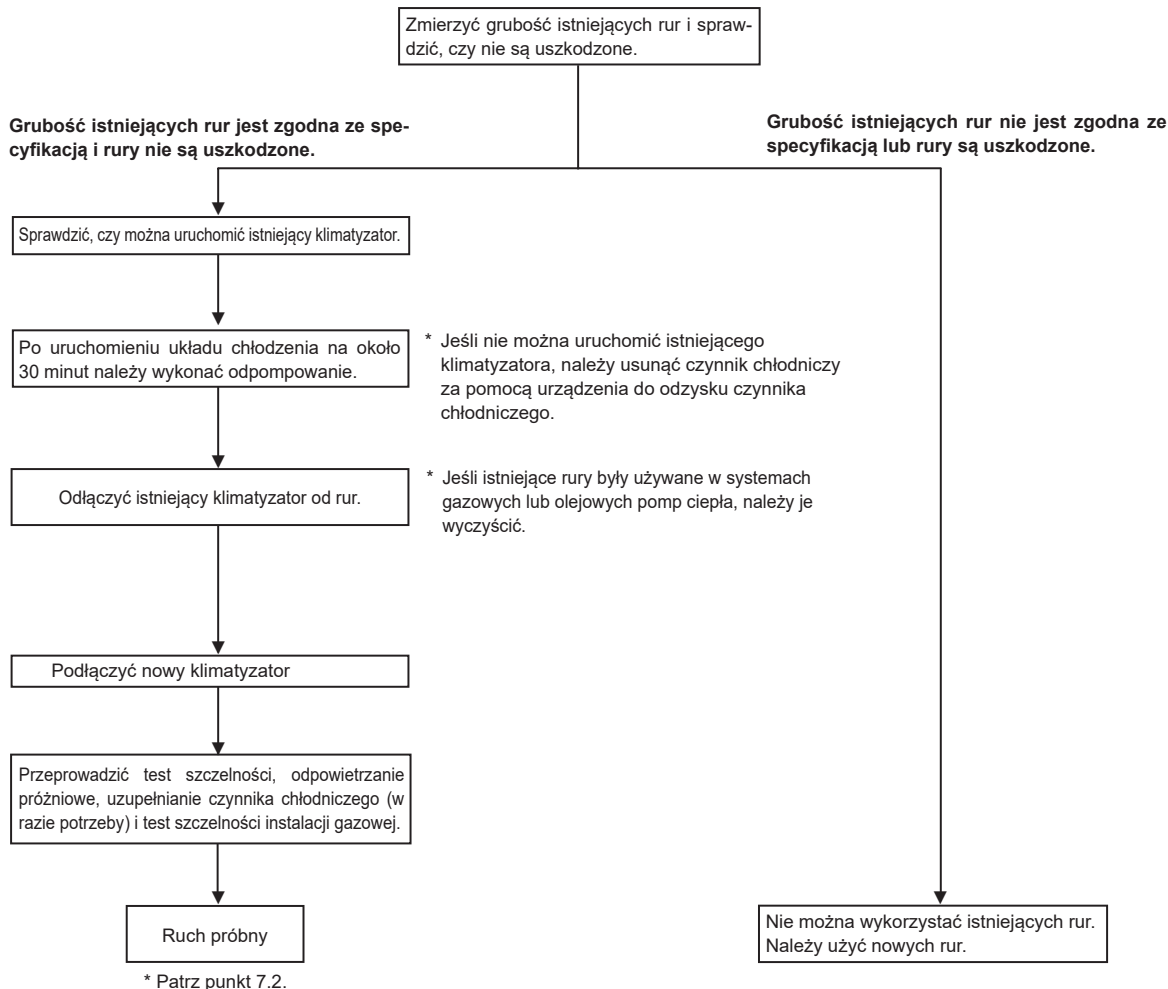 Zmierzyć grubość istniejących rur i spraw-
dzić, czy nie są uszkodzone.
Grubość istniejących rur jest zgodna ze spe-
cyfikacją i rury nie są uszkodzone.
Grubość istniejących rur nie jest zgodna ze
specyfikacją lub rury są uszkodzone.
Sprawdzić, czy można uruchomić istniejący klimatyzator.
Po uruchomieniu układu chłodzenia na około
30 minut należy wykonać odpompowanie.
* Jeśli nie można uruchomić istniejącego
klimatyzatora, należy usunąć czynnik chłodniczy
za pomocą urządzenia do odzysku czynnika
chłodniczego.
Odłączyć istniejący klimatyzator od rur.
* Jeśli istniejące rury były używane w systemach
gazowych lub olejowych pomp ciepła, należy je
wyczyścić.
Podłączyć nowy klimatyzator
Przeprowadzić test szczelności, odpowietrzanie
próżniowe, uzupełnianie czynnika chłodniczego (w
razie potrzeby) i test szczelności instalacji gazowej.
Ruch próbny
* Patrz punkt 7.2.
Nie można wykorzystać istniejących rur.
Należy użyć nowych rur.